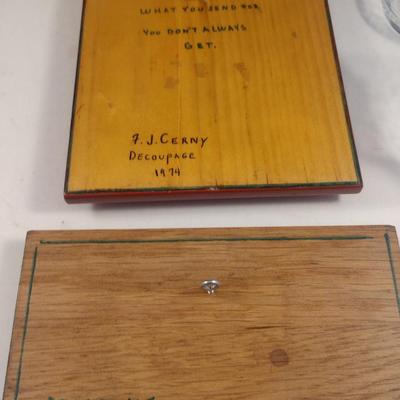 WHAT YOU SEND FOR
YOU DON'T ALWAYS
GET.
F. J. CERNY
DECOUPAGE
1974